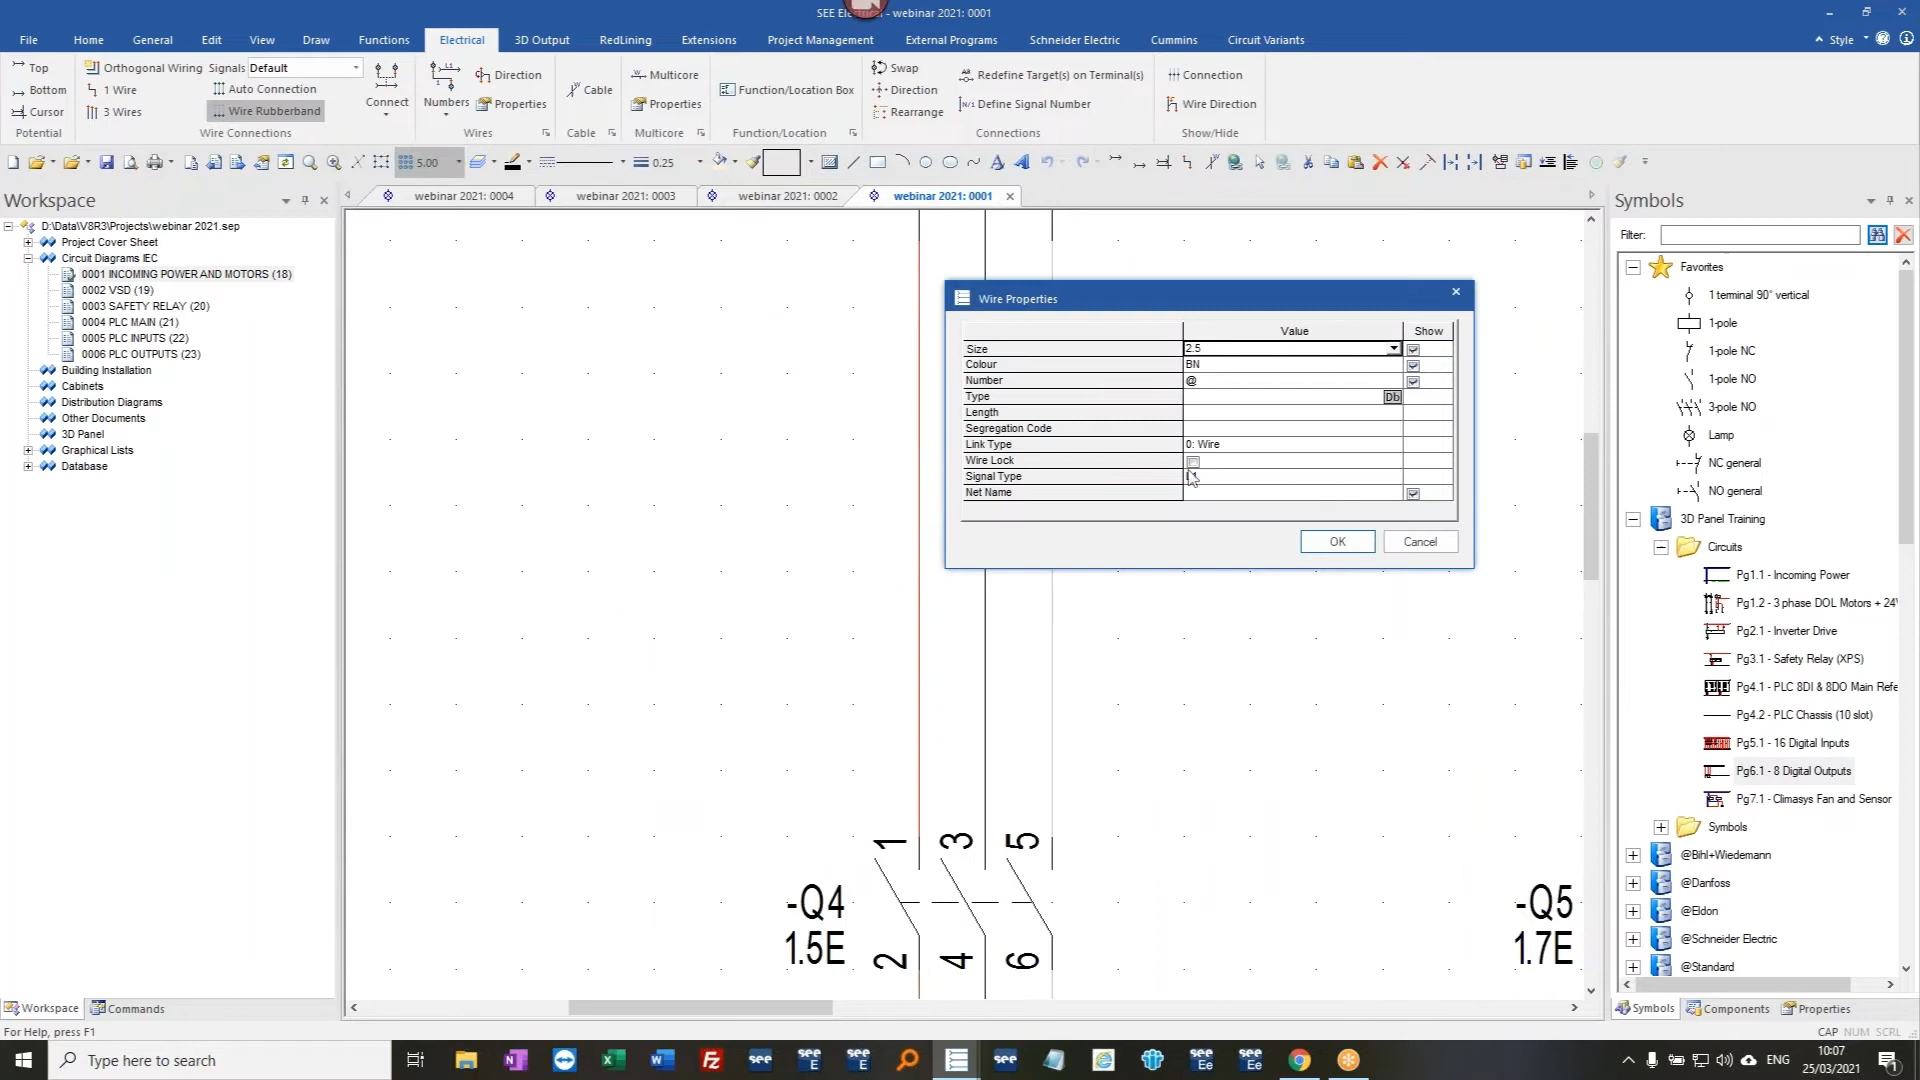 SEE Electrical - webinar 2021: 0001
File Home General Edit View Draw Functions Electrical 3D Output RedLining Extensions Project Management External Programs Schneider Electric Cummins Circuit Variants Style
Top Orthogonal Wiring Signals Default Direction Multicore Swap Redefine Target(s) on Terminal(s) Connection
Bottom 1 Wire Auto Connection Connect Numbers Cable Function/Location Box Direction
Cursor 3 Wires Wire Rubberband Properties Properties Rearrange Define Signal Number Wire Direction
Potential Wire Connections Wires Cable Multicore Function/Location Connections Show/Hide
5.00 0.25
Workspace
webinar 2021: 0004 webinar 2021: 0003 webinar 2021: 0002 webinar 2021: 0001
D:\Data\V8R3\Projects\webinar 2021.sep
Project Cover Sheet
Circuit Diagrams IEC
0001 INCOMING POWER AND MOTORS (18)
0002 VSD (19)
0003 SAFETY RELAY (20)
0004 PLC MAIN (21)
0005 PLC INPUTS (22)
0006 PLC OUTPUTS (23)
Building Installation
Cabinets
Distribution Diagrams
Other Documents
3D Panel
Graphical Lists
Database
Wire Properties
Value Show
Size 2.5
Colour BN
Number @
Type Db
Length
Segregation Code
Link Type 0: Wire
Wire Lock
Signal Type
Net Name
OK Cancel
1 3 5
-Q4
1.5E
2 4 6
-Q5
1.7E
Symbols
Filter:
Favorites
1 terminal 90° vertical
1-pole
1-pole NC
1-pole NO
3-pole NO
Lamp
NC general
NO general
3D Panel Training
Circuits
Pg1.1 - Incoming Power
Pg1.2 - 3 phase DOL Motors + 24V
Pg2.1 - Inverter Drive
Pg3.1 - Safety Relay (XPS)
Pg4.1 - PLC 8DI & 8DO Main Refe
Pg4.2 - PLC Chassis (10 slot)
Pg5.1 - 16 Digital Inputs
Pg6.1 - 8 Digital Outputs
Pg7.1 - Climasys Fan and Sensor
Symbols
@Bihl+Wiedemann
@Danfoss
@Eldon
@Schneider Electric
@Standard
Workspace Commands
Symbols Components Properties
For Help, press F1
CAP NUM SCRL
Type here to search
see see E see E see see Ee see Ee
ENG
10:07
25/03/2021
1